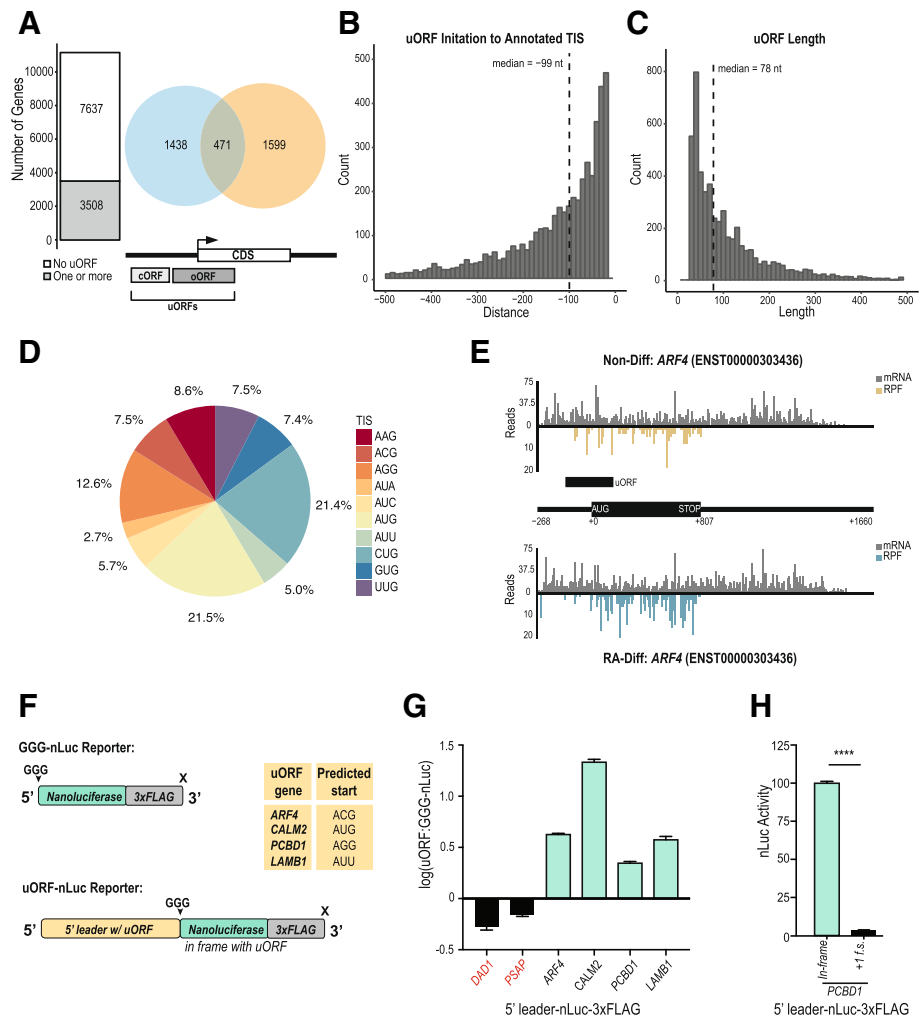 A
Number of Genes
10000
8000
6000
4000
2000
0
7637
3508
No uORF
One or more
1438
471
1599
CDS
cORF
oORF
uORFs
B
uORF Initation to Annotated TIS
median = −99 nt
Count
500
400
300
200
100
0
−500
−400
−300
−200
−100
0
Distance
C
uORF Length
median = 78 nt
Count
800
600
400
200
0
0
100
200
300
400
500
Length
D
8.6%
7.5%
7.5%
7.4%
12.6%
21.4%
2.7%
5.7%
5.0%
21.5%
TIS
AAG
ACG
AGG
AUA
AUC
AUG
AUU
CUG
GUG
UUG
E
Non-Diff: ARF4 (ENST00000303436)
mRNA
RPF
Reads
75
37.5
0
10
20
uORF
AUG
STOP
−268
+0
+807
+1660
mRNA
RPF
Reads
75
37.5
0
10
20
RA-Diff: ARF4 (ENST00000303436)
F
GGG-nLuc Reporter:
GGG
X
5’
Nanoluciferase
3xFLAG
3’
uORF gene
Predicted start
ARF4 ACG
CALM2 AUG
PCBD1 AGG
LAMB1 AUU
uORF-nLuc Reporter:
GGG
X
5’
5’ leader w/ uORF
Nanoluciferase
3xFLAG
3’
in frame with uORF
G
log(uORF:GGG-nLuc)
1.5
1.0
0.5
0
-0.5
DAD1
PSAP
ARF4
CALM2
PCBD1
LAMB1
5’ leader-nLuc-3xFLAG
H
nLuc Activity
125
100
75
50
25
0
****
In-frame
+1 f.s.
PCBD1
5’ leader-nLuc-3xFLAG